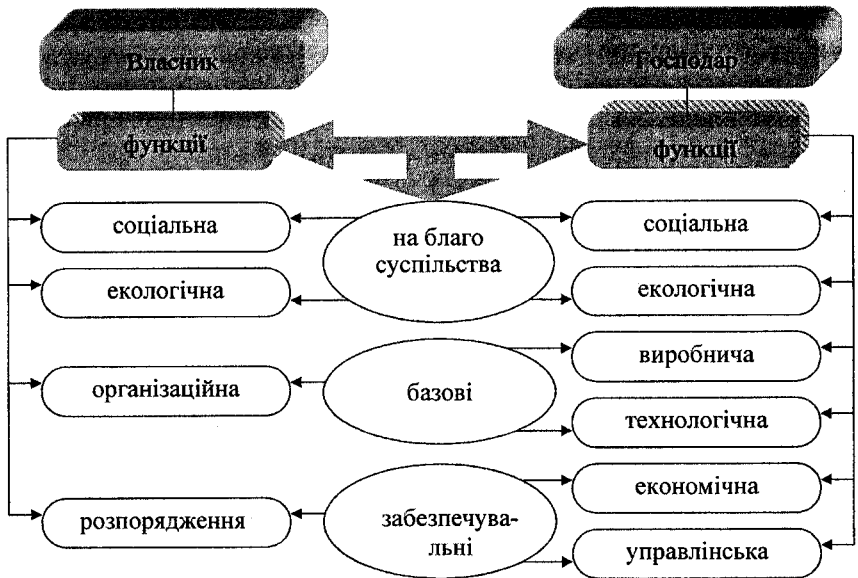 Власник
Господар
функції
функції
соціальна
на благо
суспільства
соціальна
екологічна
екологічна
організаційна
базові
виробнича
технологічна
розпорядження
забезпечува-
льні
економічна
управлінська